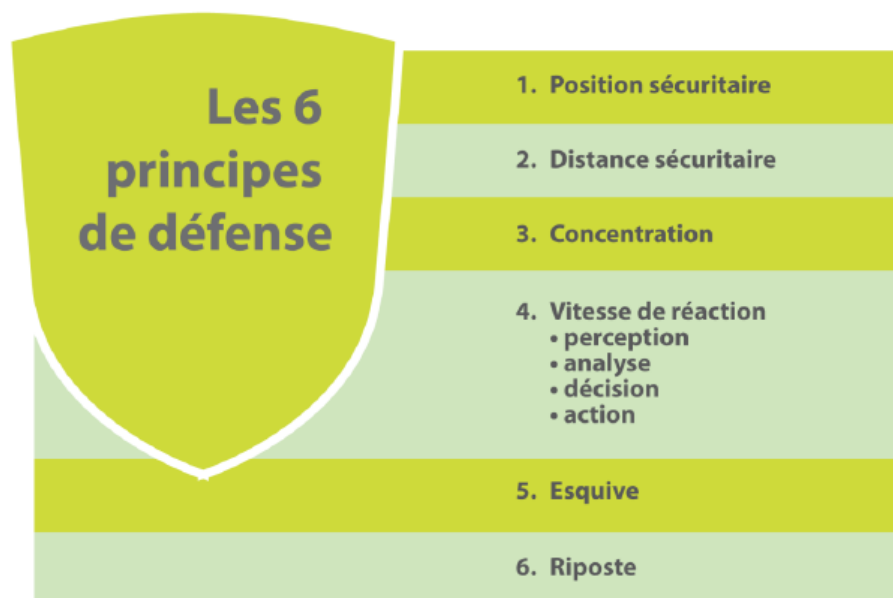 Les 6
principes
de défense
1. Position sécuritaire
2. Distance sécuritaire
3. Concentration
4. Vitesse de réaction
• perception
• analyse
• décision
• action
5. Esquive
6. Riposte